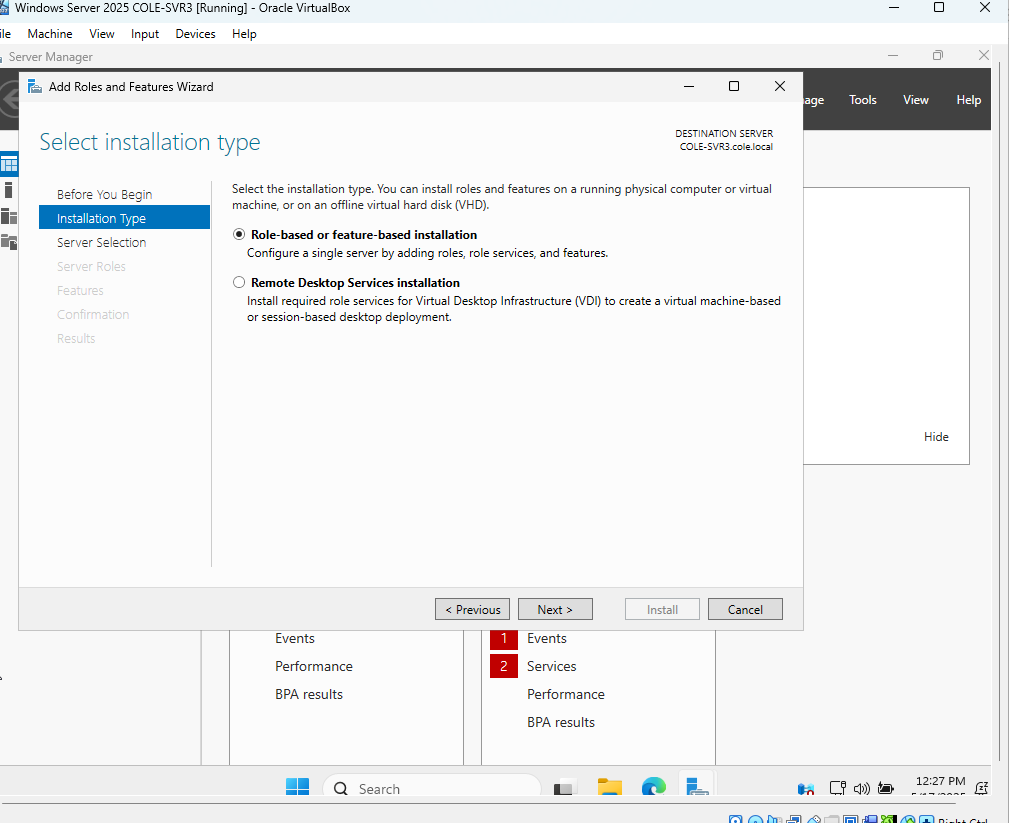 Windows Server 2025 COLE-SVR3 [Running] - Oracle VirtualBox
ile Machine View Input Devices Help
Server Manager
Add Roles and Features Wizard
age Tools View Help
Select installation type
DESTINATION SERVER
COLE-SVR3.cole.local
Before You Begin
Installation Type
Server Selection
Server Roles
Features
Confirmation
Results
Select the installation type. You can install roles and features on a running physical computer or virtual
machine, or on an offline virtual hard disk (VHD).
Role-based or feature-based installation
Configure a single server by adding roles, role services, and features.
Remote Desktop Services installation
Install required role services for Virtual Desktop Infrastructure (VDI) to create a virtual machine-based
or session-based desktop deployment.
Hide
< Previous Next > Install Cancel
Events
Performance
BPA results
1 Events
2 Services
Performance
BPA results
Search
12:27 PM
Right Ctrl